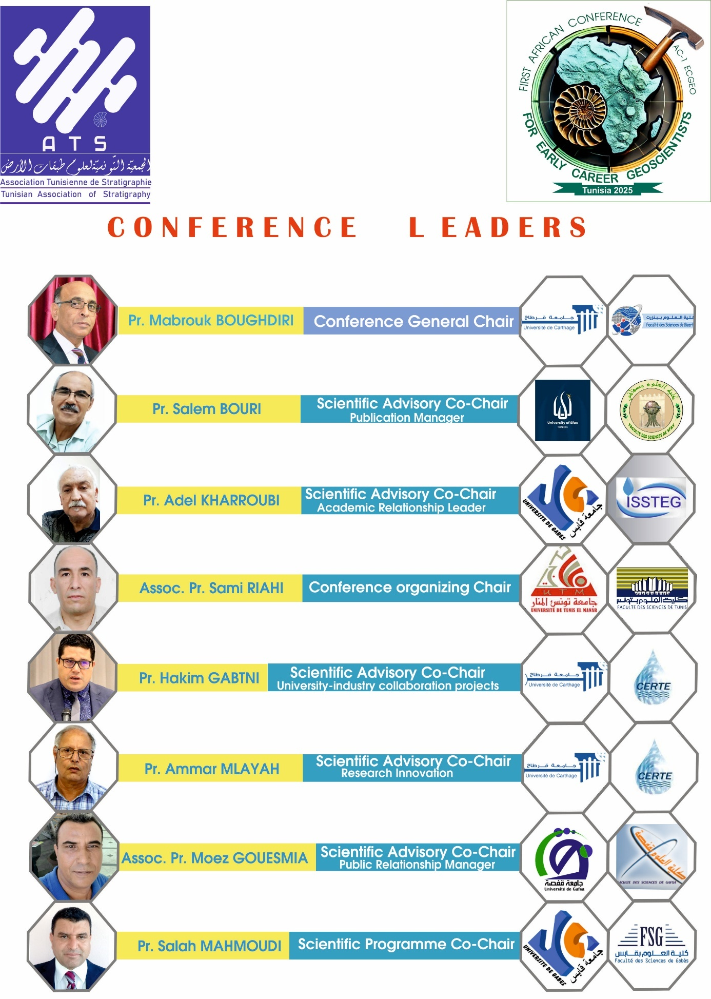 A T S
الجمعيّة التّونسيّة لعلوم طبقات الأرض
Association Tunisienne de Stratigraphie
Tunisian Association of Stratigraphy
FIRST AFRICAN CONFERENCE
AC-1 ECGEO
FOR EARLY CAREER GEOSCIENTISTS
Tunisia 2025
CONFERENCE LEADERS
Pr. Mabrouk BOUGHDIRI
Conference General Chair
جامعة قرطاج
Université de Carthage
كلية العلوم ببنزرت
Faculté des Sciences de Bizert
Pr. Salem BOURI
Scientific Advisory Co-Chair
Publication Manager
University of Sfax
TUNISIA
كلية العلوم بصفاقس
FACULTE DES SCIENCES DE SFAX
Pr. Adel KHARROUBI
Scientific Advisory Co-Chair
Academic Relationship Leader
UNIVERSITE DE GABES
جامعة قابس
ISSTEG
Assoc. Pr. Sami RIAHI
Conference organizing Chair
UTM
جامعة تونس المنار
UNIVERSITÉ DE TUNIS EL MANAR
كلية العلوم بتونس
FACULTE DES SCIENCES DE TUNIS
Pr. Hakim GABTNI
Scientific Advisory Co-Chair
University-industry collaboration projects
جامعة قرطاج
Université de Carthage
CERTE
Pr. Ammar MLAYAH
Scientific Advisory Co-Chair
Research Innovation
جامعة قرطاج
Université de Carthage
CERTE
Assoc. Pr. Moez GOUESMIA
Scientific Advisory Co-Chair
Public Relationship Manager
جامعة قفصة
Université de Gafsa
كلية العلوم قفصة
FACULTE DES SCIENCES DE GAFSA
Pr. Salah MAHMOUDI
Scientific Programme Co-Chair
UNIVERSITE DE GABES
جامعة قابس
FSG
كلية العلوم بقابس
Faculté des Sciences de Gabès